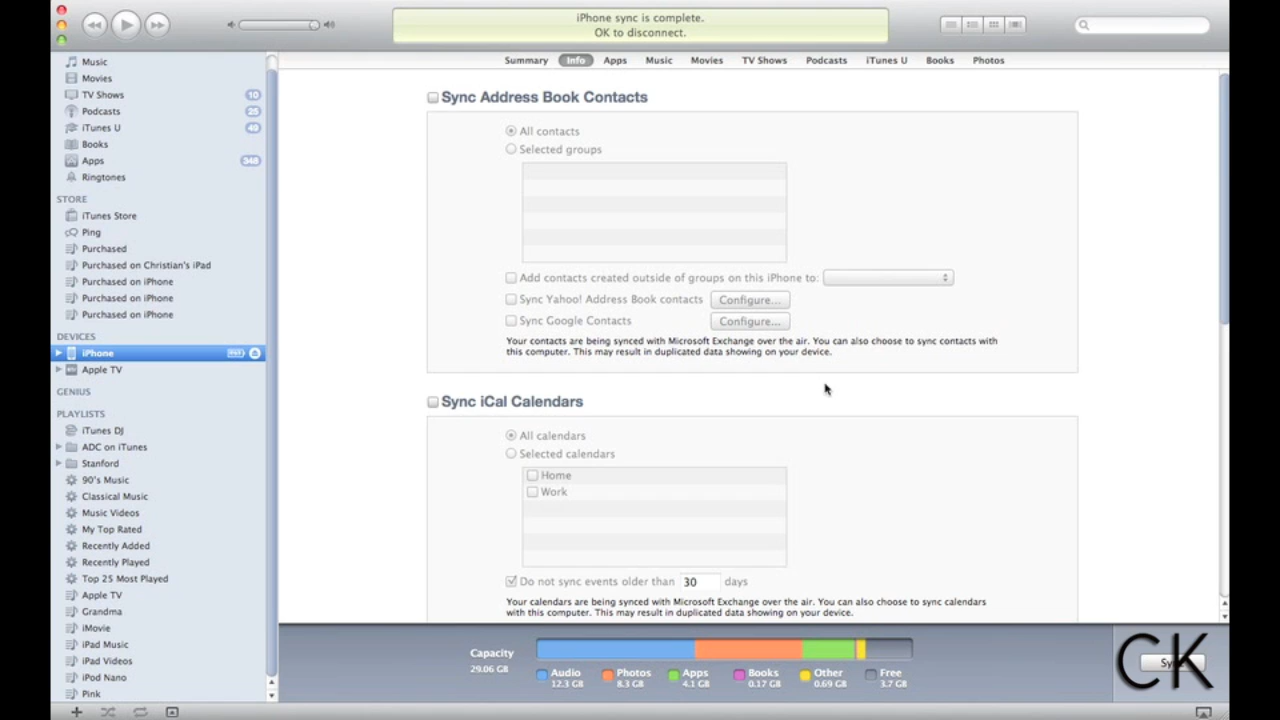 iPhone sync is complete.
OK to disconnect.
Music
Movies
TV Shows 10
Podcasts 25
iTunes U 49
Books
Apps 348
Ringtones
STORE
iTunes Store
Ping
Purchased
Purchased on Christian's iPad
Purchased on iPhone
Purchased on iPhone
Purchased on iPhone
DEVICES
iPhone
Apple TV
GENIUS
PLAYLISTS
iTunes DJ
ADC on iTunes
Stanford
90's Music
Classical Music
Music Videos
My Top Rated
Recently Added
Recently Played
Top 25 Most Played
Apple TV
Grandma
iMovie
iPad Music
iPad Videos
iPod Nano
Pink
Summary Info Apps Music Movies TV Shows Podcasts iTunes U Books Photos
Sync Address Book Contacts
All contacts
Selected groups
Add contacts created outside of groups on this iPhone to:
Sync Yahoo! Address Book contacts Configure...
Sync Google Contacts Configure...
Your contacts are being synced with Microsoft Exchange over the air. You can also choose to sync contacts with
this computer. This may result in duplicated data showing on your device.
Sync iCal Calendars
All calendars
Selected calendars
Home
Work
Do not sync events older than 30 days
Your calendars are being synced with Microsoft Exchange over the air. You can also choose to sync calendars
with this computer. This may result in duplicated data showing on your device.
Capacity
29.06 GB
Audio
12.3 GB
Photos
8.3 GB
Apps
4.1 GB
Books
0.17 GB
Other
0.69 GB
Free
3.7 GB
CK